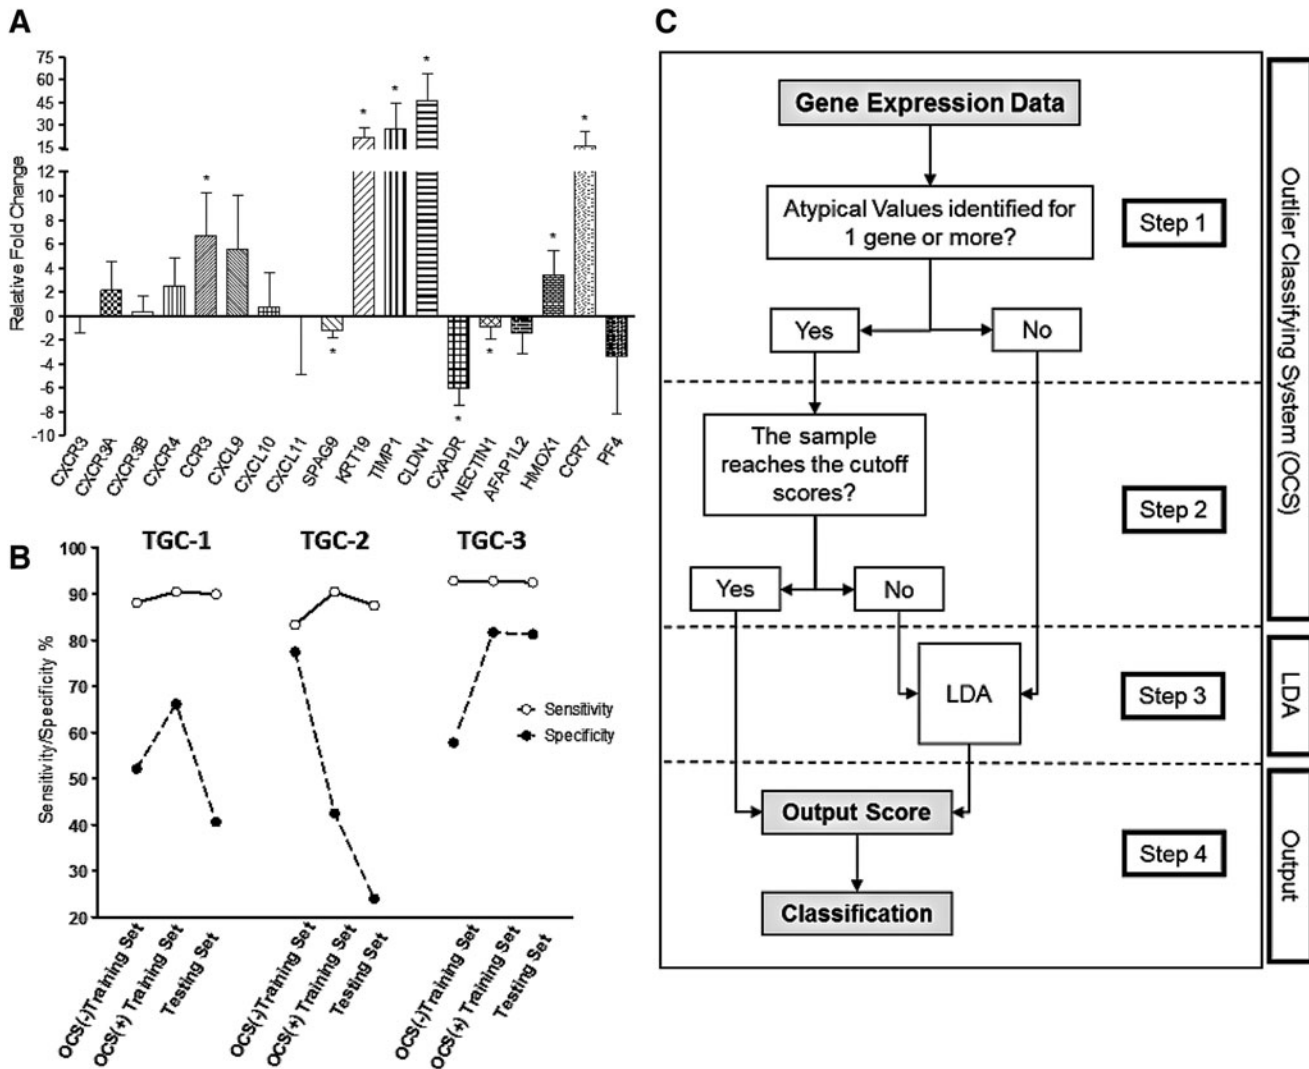 A
Relative Fold Change
75
60
45
30
15
12
10
8
6
4
2
0
-2
-4
-6
-8
-10
*
*
*
*
*
*
*
*
*
CXCR3
CXCR3A
CXCR3B
CXCR4
CCR3
CXCL9
CXCL10
CXCL11
SPAG9
KRT19
TIMP1
CLDN1
CXADR
NECTIN1
AFAP1L2
HMOX1
CCR7
PF4
B
TGC-1
TGC-2
TGC-3
Sensitivity/Specificity %
100
90
80
70
60
50
40
30
20
Sensitivity
Specificity
OCS(-)Training Set
OCS(+) Training Set
Testing Set
OCS(-)Training Set
OCS(+) Training Set
Testing Set
OCS(-)Training Set
OCS(+) Training Set
Testing Set
C
Gene Expression Data
Atypical Values identified for
1 gene or more?
Step 1
Yes
No
The sample
reaches the cutoff
scores?
Step 2
Yes
No
Outlier Classifying System (OCS)
LDA
Step 3
LDA
Output Score
Step 4
Classification
Output